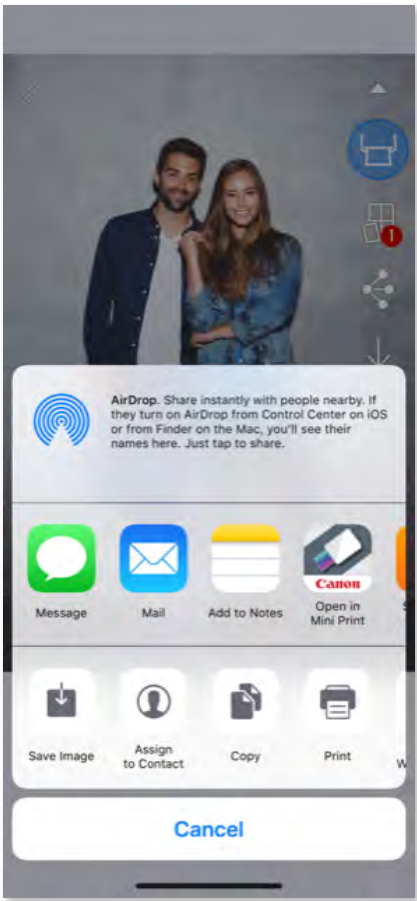 1
AirDrop. Share instantly with people nearby. If
they turn on AirDrop from Control Center on iOS
or from Finder on the Mac, you'll see their
names here. Just tap to share.
Canon
Message
Mail
Add to Notes
Open in
Mini Print
S
Save Image
Assign
to Contact
Copy
Print
W
Cancel